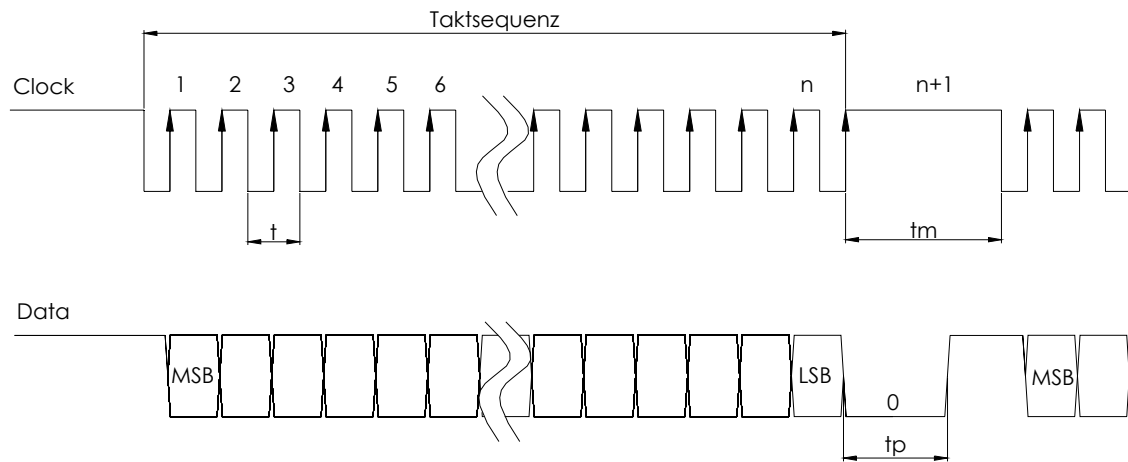 Taktsequenz
Clock
1 2 3 4 5 6 n n+1
t
tm
Data
MSB LSB MSB
0
tp